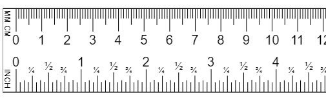 MM CM
0 1 2 3 4 5 6 7 8 9 10 11 12
0 ¼ ½ ¾ 1 ¼ ½ ¾ 2 ¼ ½ ¾ 3 ¼ ½ ¾ 4 ¼ ½
INCH